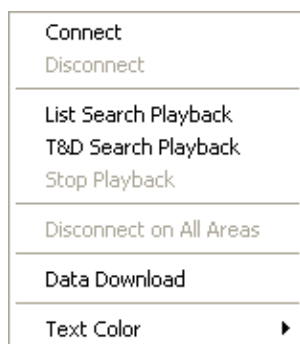 Connect
Disconnect
List Search Playback
T&D Search Playback
Stop Playback
Disconnect on All Areas
Data Download
Text Color